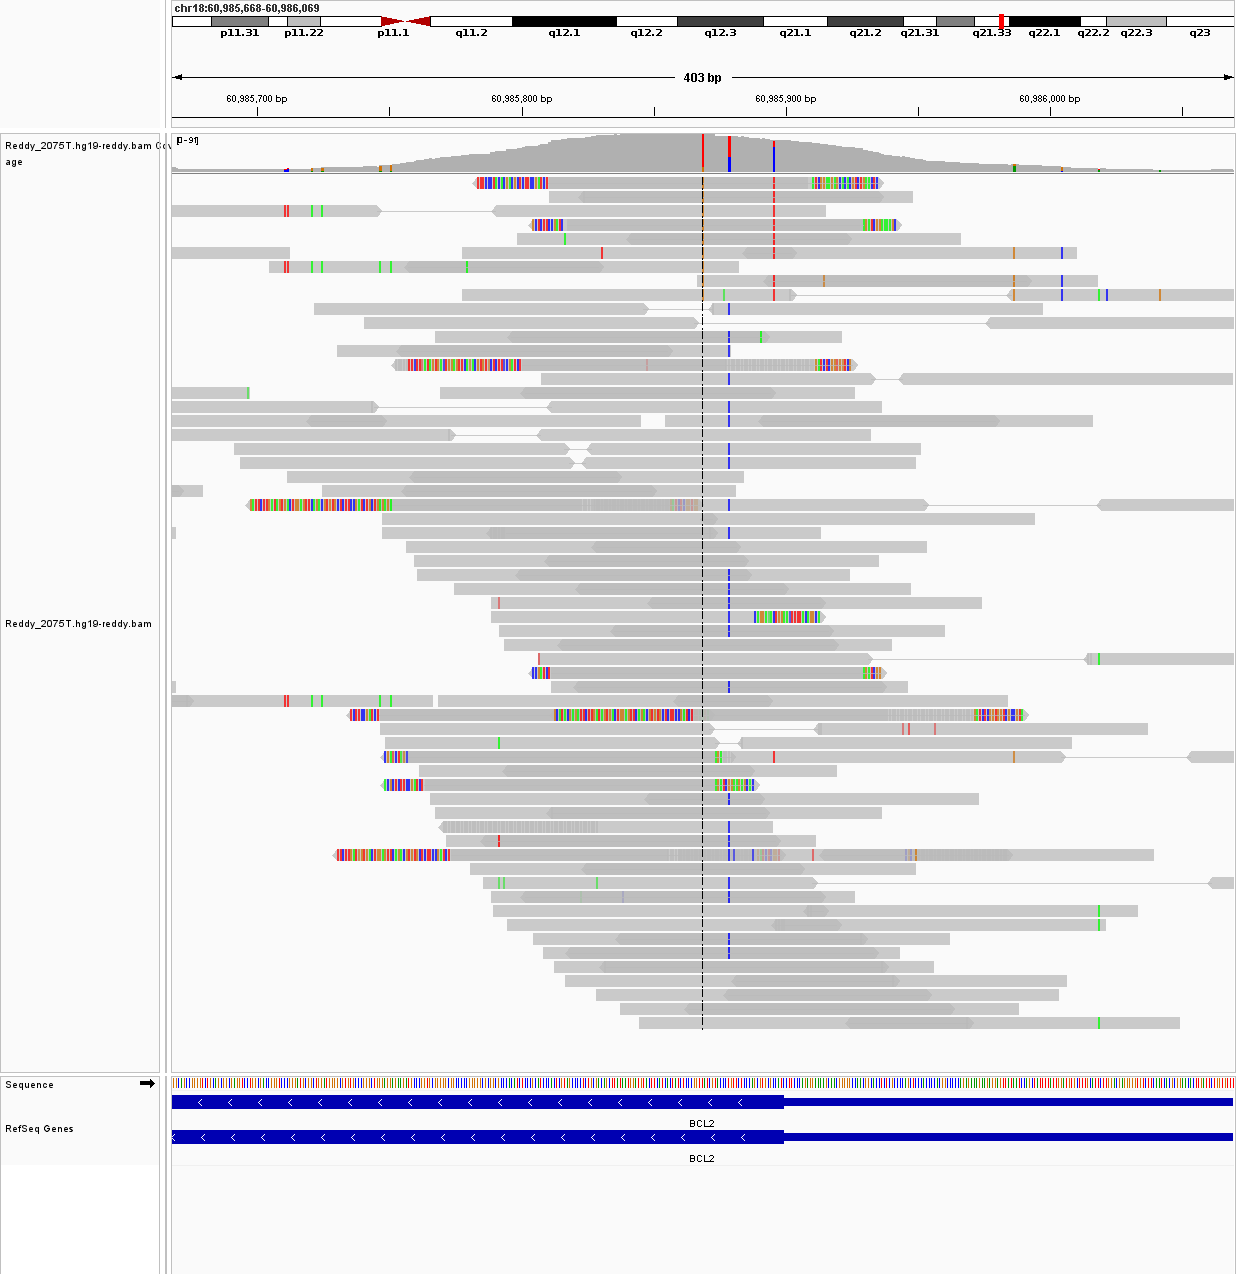 chr18:60,985,668-60,986,069
p11.31 p11.22 p11.1 q11.2 q12.1 q12.2 q12.3 q21.1 q21.2 q21.31 q21.33 q22.1 q22.2 q22.3 q23
403 bp
60,985,700 bp 60,985,800 bp 60,985,900 bp 60,986,000 bp
[0-91]
Reddy_2075T.hg19-reddy.bam Cov
age
Reddy_2075T.hg19-reddy.bam
Sequence
BCL2
RefSeq Genes
BCL2